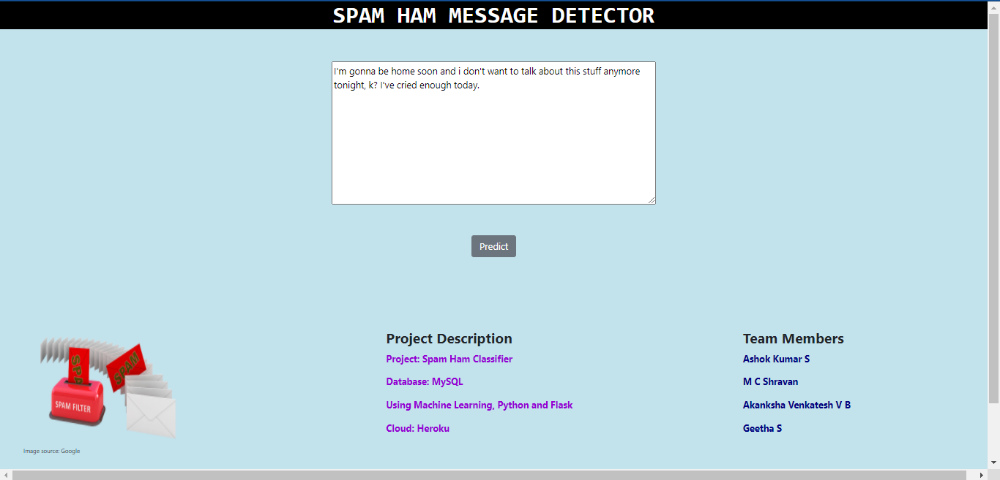 SPAM HAM MESSAGE DETECTOR
I'm gonna be home soon and i don't want to talk about this stuff anymore
tonight, k? I've cried enough today.
Predict
SPAM
SPAM
SPAM FILTER
Image source: Google
Project Description
Project: Spam Ham Classifier
Database: MySQL
Using Machine Learning, Python and Flask
Cloud: Heroku
Team Members
Ashok Kumar S
M C Shravan
Akanksha Venkatesh V B
Geetha S